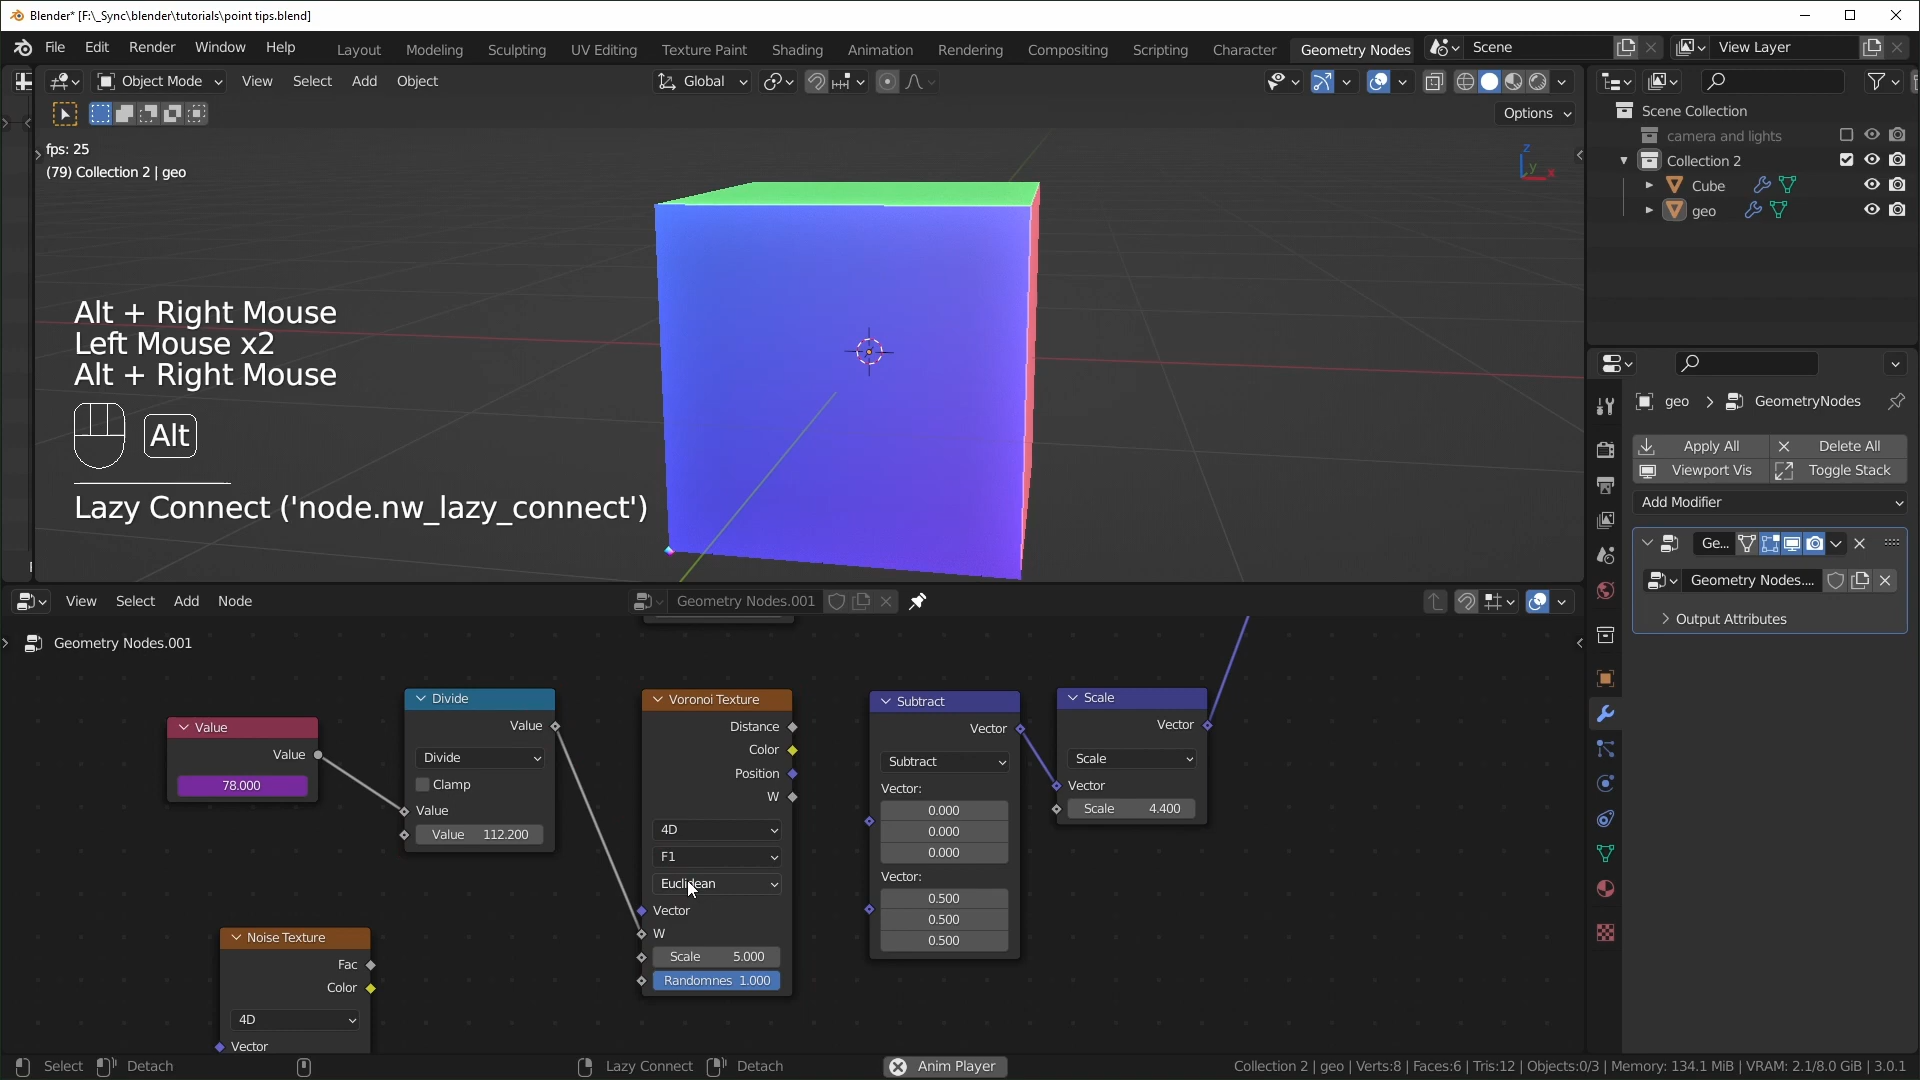 Blender* [F:\_Sync\blender\tutorials\point tips.blend]
File Edit Render Window Help
Layout Modeling Sculpting UV Editing Texture Paint Shading Animation Rendering Compositing Scripting Character Geometry Nodes
Scene
View Layer
Object Mode View Select Add Object
Global
Options
fps: 25
(79) Collection 2 | geo
Z
Y
X
Alt + Right Mouse
Left Mouse x2
Alt + Right Mouse
Alt
Lazy Connect ('node.nw_lazy_connect')
Scene Collection
camera and lights
Collection 2
Cube
geo
geo > GeometryNodes
Apply All Delete All
Viewport Vis Toggle Stack
Add Modifier
Ge...
Geometry Nodes....
Output Attributes
View Select Add Node
Geometry Nodes.001
Geometry Nodes.001
Value
Value
78.000
Divide
Value
Divide
Clamp
Value
Value 112.200
Noise Texture
Fac
Color
4D
Vector
Voronoi Texture
Distance
Color
Position
W
4D
F1
Euclidean
Vector
W
Scale 5.000
Randomnes 1.000
Subtract
Vector
Subtract
Vector:
0.000
0.000
0.000
Vector:
0.500
0.500
0.500
Scale
Vector
Scale
Vector
Scale 4.400
Select Detach Lazy Connect Detach Anim Player
Collection 2 | geo | Verts:8 | Faces:6 | Tris:12 | Objects:0/3 | Memory: 134.1 MiB | VRAM: 2.1/8.0 GiB | 3.0.1